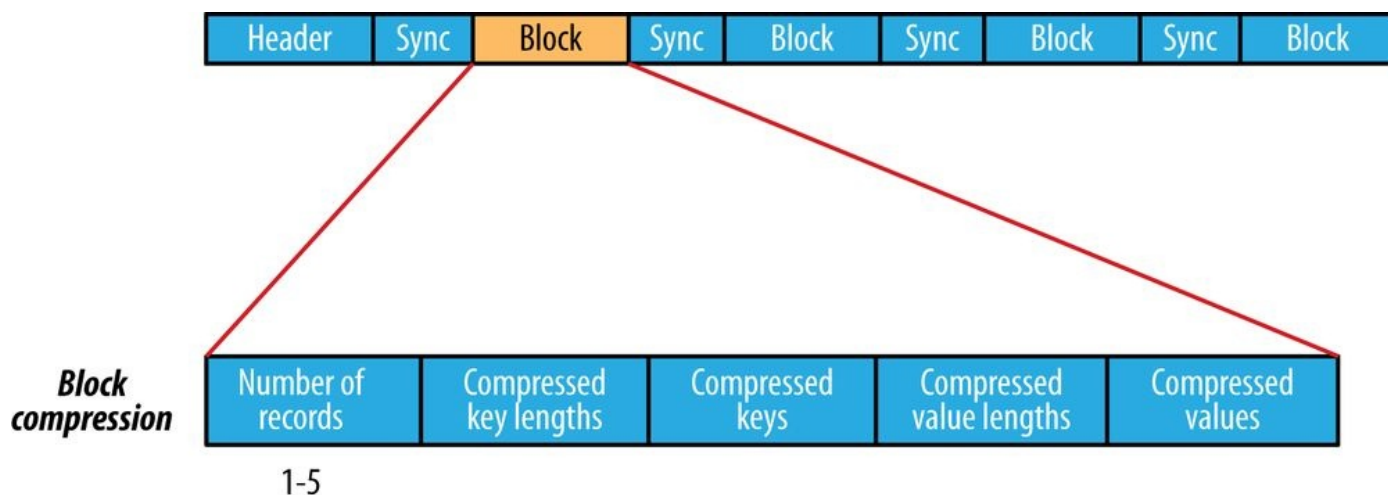 Header Sync Block Sync Block Sync Block Sync Block
Block
compression
Number of
records
Compressed
key lengths
Compressed
keys
Compressed
value lengths
Compressed
values
1-5